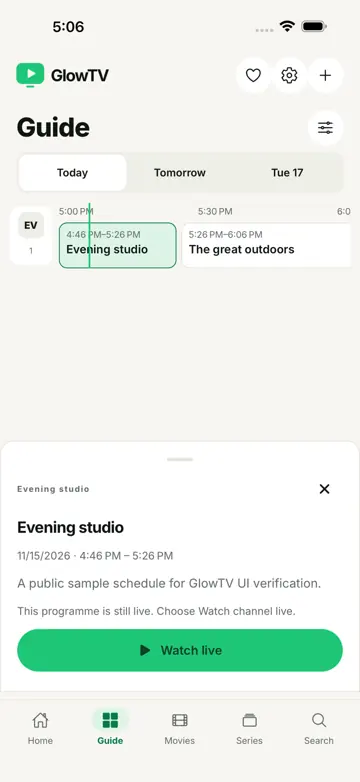 5:06
GlowTV
Guide
Today Tomorrow Tue 17
5:00 PM 5:30 PM 6:0
EV
1
4:46 PM–5:26 PM 5:26 PM–6:06 PM
Evening studio The great outdoors
Evening studio
Evening studio
11/15/2026 · 4:46 PM – 5:26 PM
A public sample schedule for GlowTV UI verification.
This programme is still live. Choose Watch channel live.
Watch live
Home Guide Movies Series Search